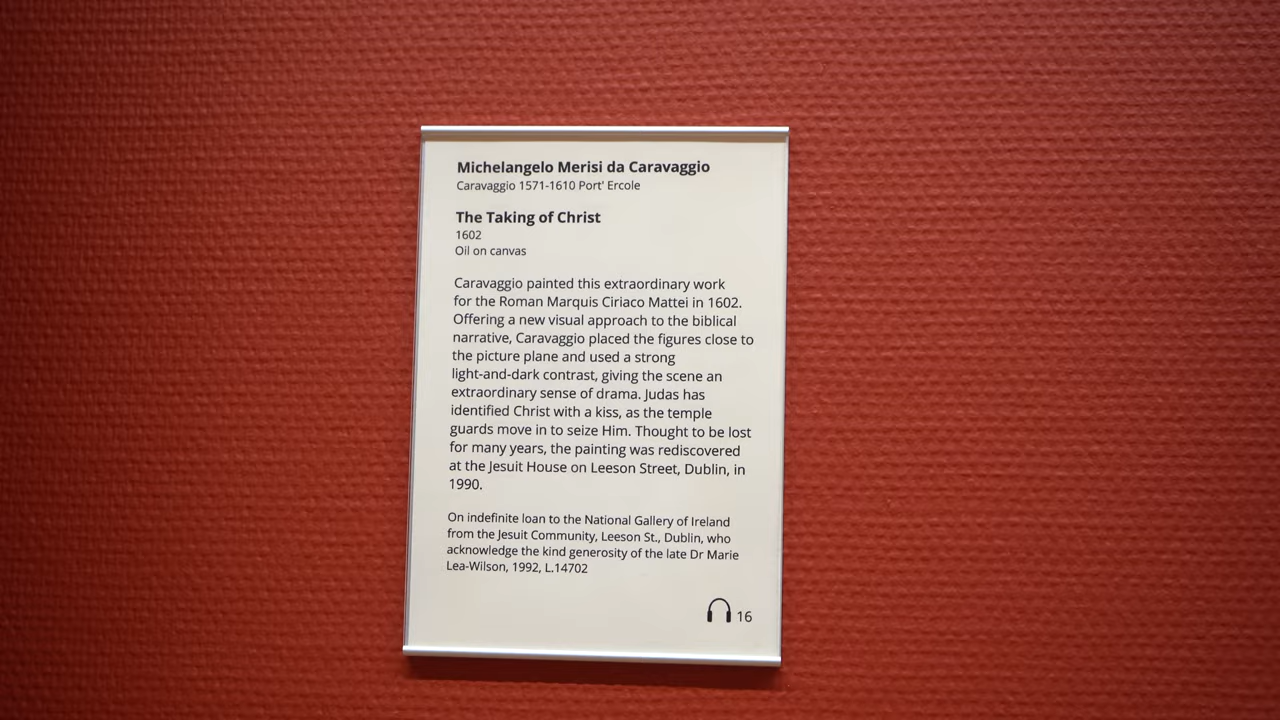 Michelangelo Merisi da Caravaggio
Caravaggio 1571-1610 Port' Ercole
The Taking of Christ
1602
Oil on canvas
Caravaggio painted this extraordinary work
for the Roman Marquis Ciriaco Mattei in 1602.
Offering a new visual approach to the biblical
narrative, Caravaggio placed the figures close to
the picture plane and used a strong
light-and-dark contrast, giving the scene an
extraordinary sense of drama. Judas has
identified Christ with a kiss, as the temple
guards move in to seize Him. Thought to be lost
for many years, the painting was rediscovered
at the Jesuit House on Leeson Street, Dublin, in
1990.
On indefinite loan to the National Gallery of Ireland
from the Jesuit Community, Leeson St., Dublin, who
acknowledge the kind generosity of the late Dr Marie
Lea-Wilson, 1992, L.14702
16